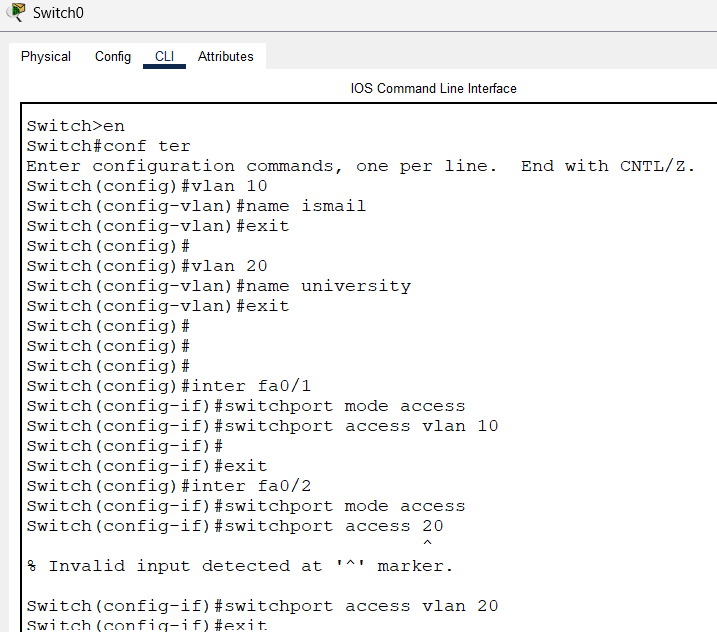 Switch0
Physical Config CLI Attributes
IOS Command Line Interface
Switch>en
Switch#conf ter
Enter configuration commands, one per line.  End with CNTL/Z.
Switch(config)#vlan 10
Switch(config-vlan)#name ismail
Switch(config-vlan)#exit
Switch(config)#
Switch(config)#vlan 20
Switch(config-vlan)#name university
Switch(config-vlan)#exit
Switch(config)#
Switch(config)#
Switch(config)#
Switch(config)#inter fa0/1
Switch(config-if)#switchport mode access
Switch(config-if)#switchport access vlan 10
Switch(config-if)#
Switch(config-if)#exit
Switch(config)#inter fa0/2
Switch(config-if)#switchport mode access
Switch(config-if)#switchport access 20
^
% Invalid input detected at '^' marker.
Switch(config-if)#switchport access vlan 20
Switch(config-if)#exit